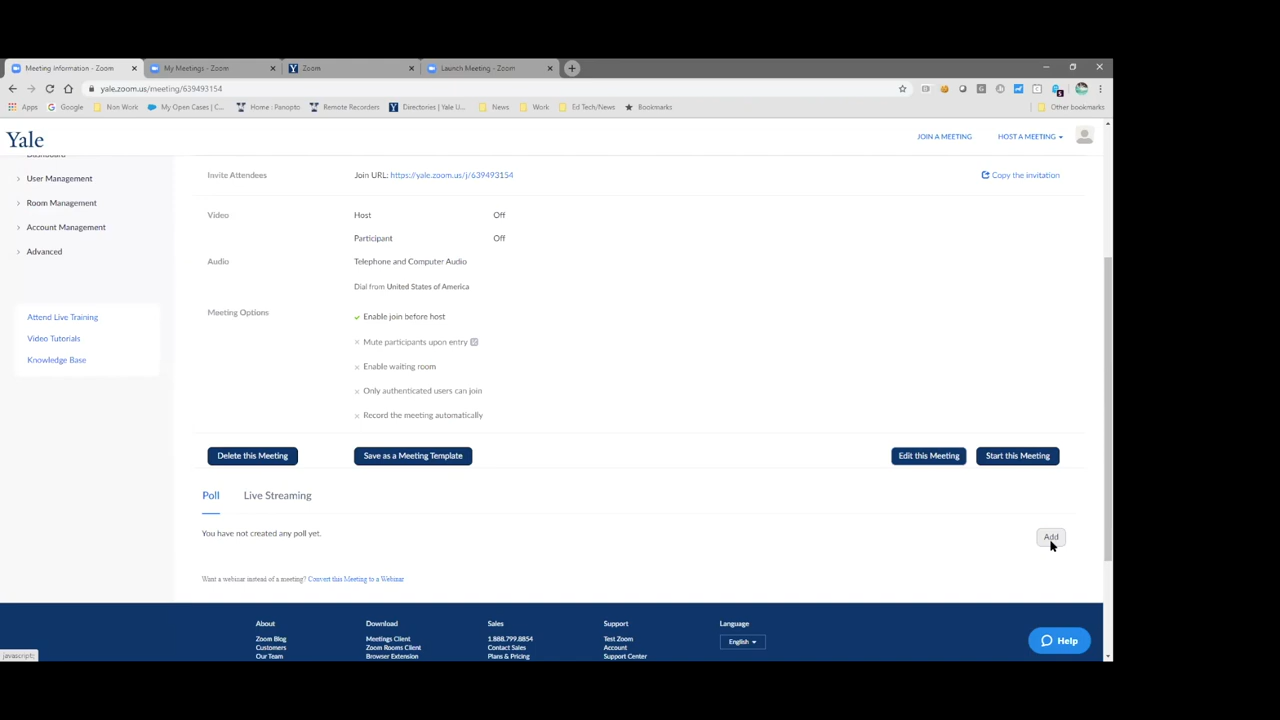 Meeting Information - Zoom
My Meetings - Zoom
Zoom
Launch Meeting - Zoom
yale.zoom.us/meeting/639493154
Apps
Google
Non Work
My Open Cases | C...
Home : Panopto
Remote Recorders
Directories | Yale U...
News
Work
Ed Tech/News
Bookmarks
Other bookmarks
Yale
JOIN A MEETING
HOST A MEETING
Dashboard
User Management
Room Management
Account Management
Advanced
Attend Live Training
Video Tutorials
Knowledge Base
Invite Attendees
Join URL: https://yale.zoom.us/j/639493154
Copy the invitation
Video
Host
Off
Participant
Off
Audio
Telephone and Computer Audio
Dial from United States of America
Meeting Options
Enable join before host
Mute participants upon entry
Enable waiting room
Only authenticated users can join
Record the meeting automatically
Delete this Meeting
Save as a Meeting Template
Edit this Meeting
Start this Meeting
Poll
Live Streaming
You have not created any poll yet.
Add
Want a webinar instead of a meeting? Convert this Meeting to a Webinar
About
Zoom Blog
Customers
Our Team
Download
Meetings Client
Zoom Rooms Client
Browser Extension
Sales
1.888.799.8854
Contact Sales
Plans & Pricing
Support
Test Zoom
Account
Support Center
Language
English
Help
javascript:;